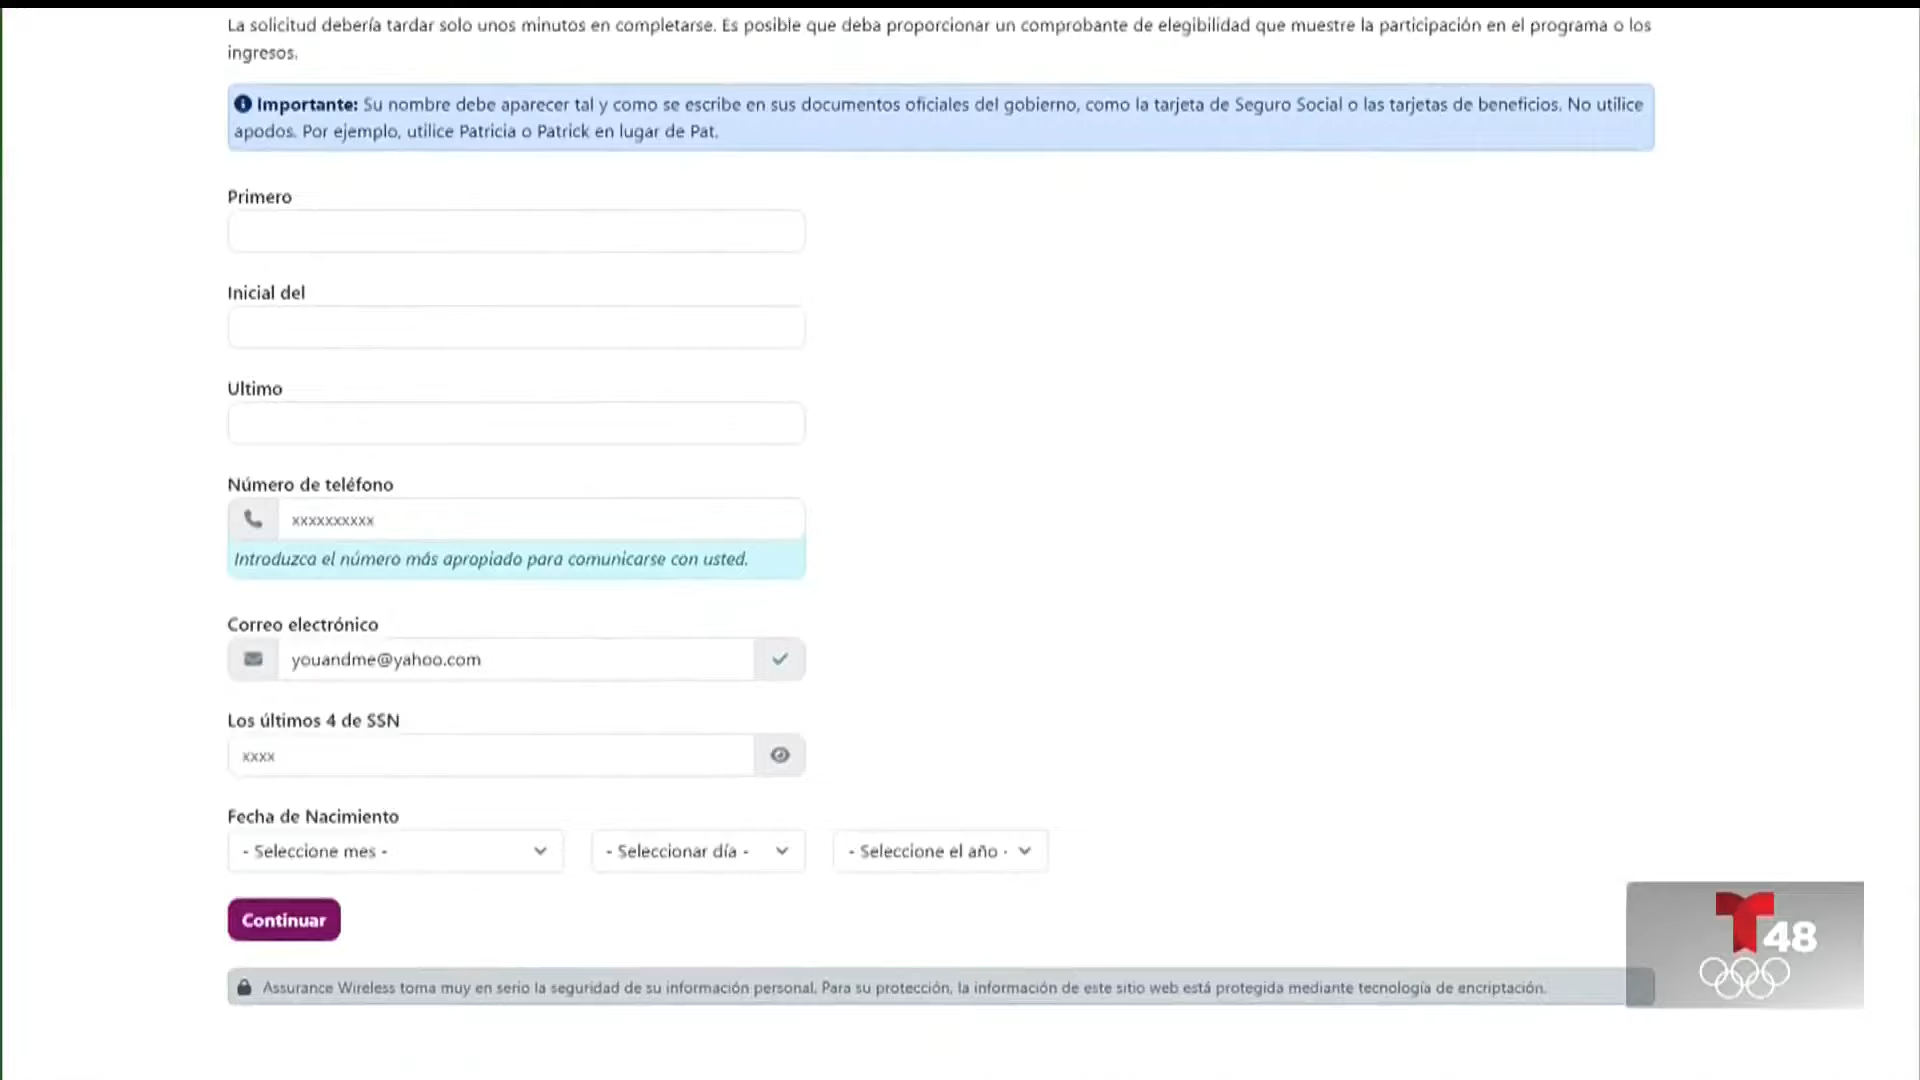 La solicitud debería tardar solo unos minutos en completarse. Es posible que deba proporcionar un comprobante de elegibilidad que muestre la participación en el programa o los
ingresos.
Importante: Su nombre debe aparecer tal y como se escribe en sus documentos oficiales del gobierno, como la tarjeta de Seguro Social o las tarjetas de beneficios. No utilice
apodos. Por ejemplo, utilice Patricia o Patrick en lugar de Pat.
Primero
Inicial del
Ultimo
Número de teléfono
xxxxxxxxxx
Introduzca el número más apropiado para comunicarse con usted.
Correo electrónico
youandme@yahoo.com
Los últimos 4 de SSN
xxxx
Fecha de Nacimiento
- Seleccione mes - - Seleccionar día - - Seleccione el año -
Continuar
T 48
Assurance Wireless toma muy en serio la seguridad de su información personal. Para su protección, la información de este sitio web está protegida mediante tecnología de encriptación.